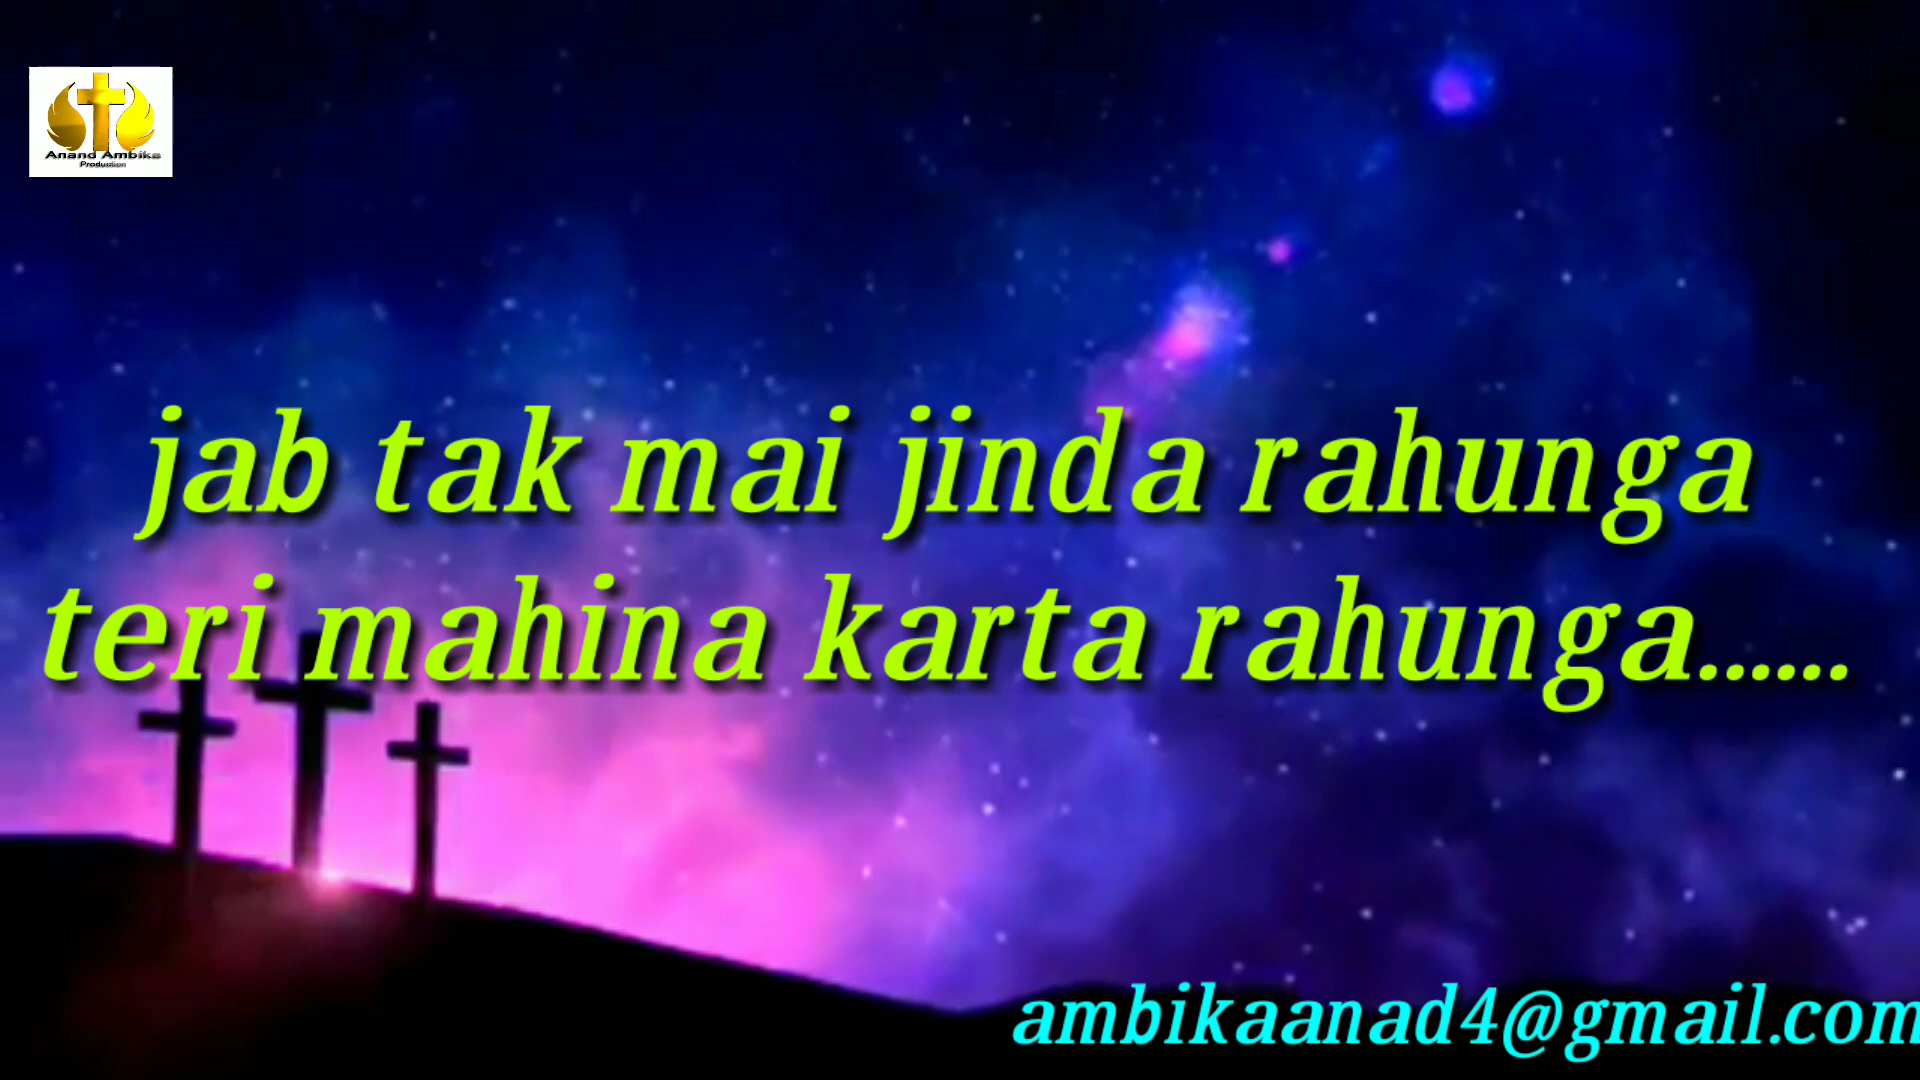 Anand Ambika
Production
jab tak mai jinda rahunga
teri mahina karta rahunga......
ambikaanad4@gmail.com